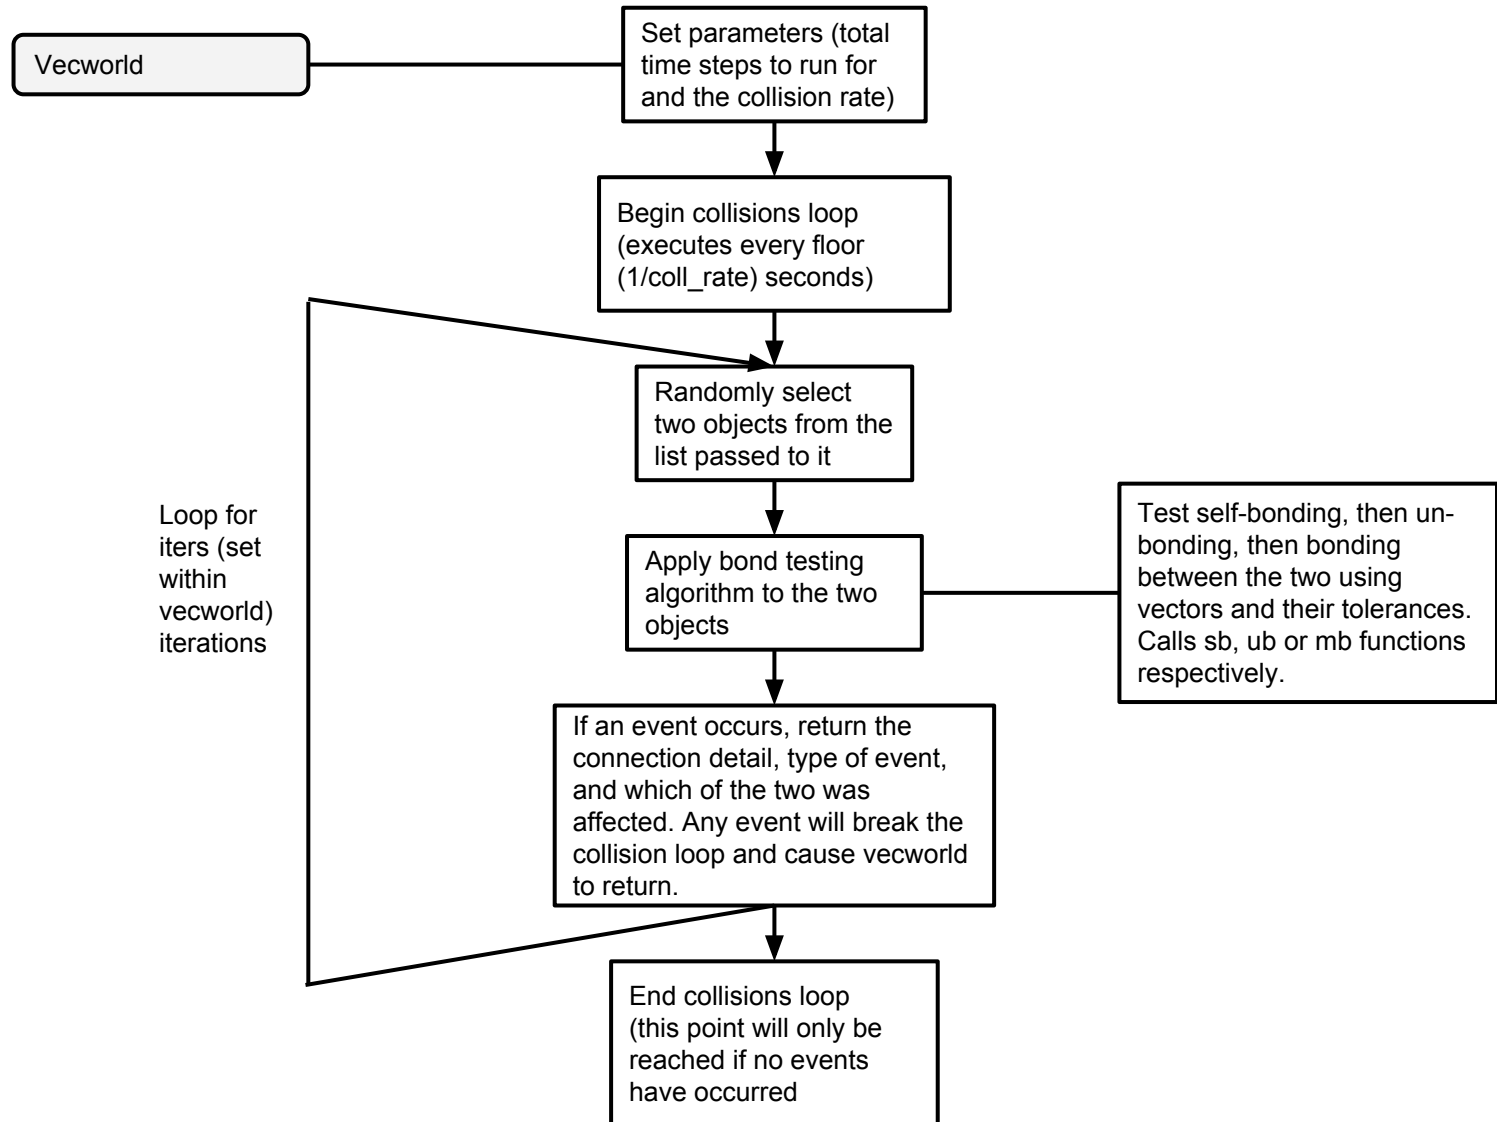 Vecworld
Set parameters (total
time steps to run for
and the collision rate)
Begin collisions loop
(executes every floor
(1/coll_rate) seconds)
Randomly select
two objects from the
list passed to it
Loop for
iters (set
within
vecworld)
iterations
Apply bond testing
algorithm to the two
objects
Test self-bonding, then un-
bonding, then bonding
between the two using
vectors and their tolerances.
Calls sb, ub or mb functions
respectively.
If an event occurs, return the
connection detail, type of event,
and which of the two was
affected. Any event will break the
collision loop and cause vecworld
to return.
End collisions loop
(this point will only be
reached if no events
have occurred